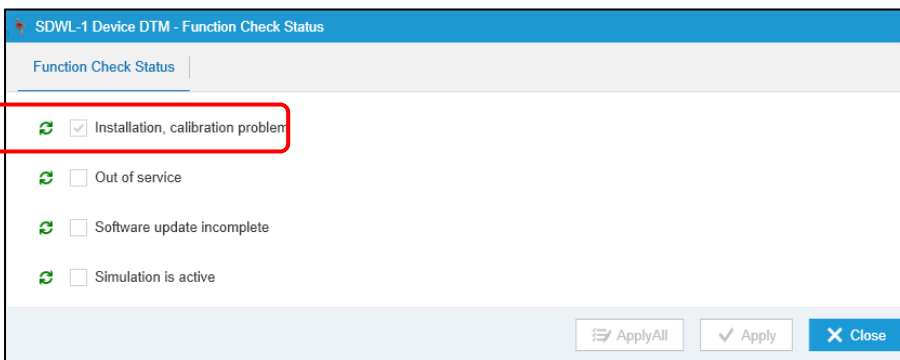 SDWL-1 Device DTM - Function Check Status
Function Check Status
Installation, calibration problem
Out of service
Software update incomplete
Simulation is active
ApplyAll Apply Close